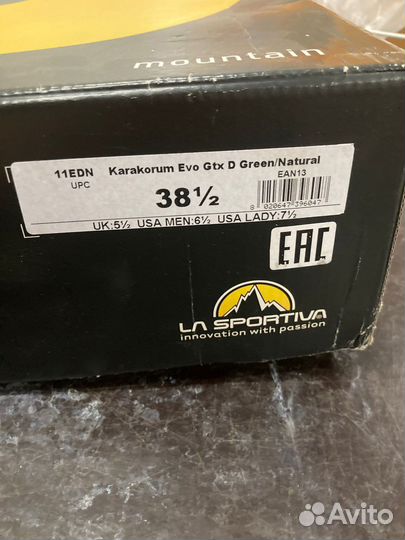 mountain
11EDN Karakorum Evo Gtx D Green/Natural
UPC 38½ EAN13
8 020647 396047
UK:5½ USA MEN:6½ USA LADY:7½
EAC
LA SPORTIVA
innovation with passion
Avito